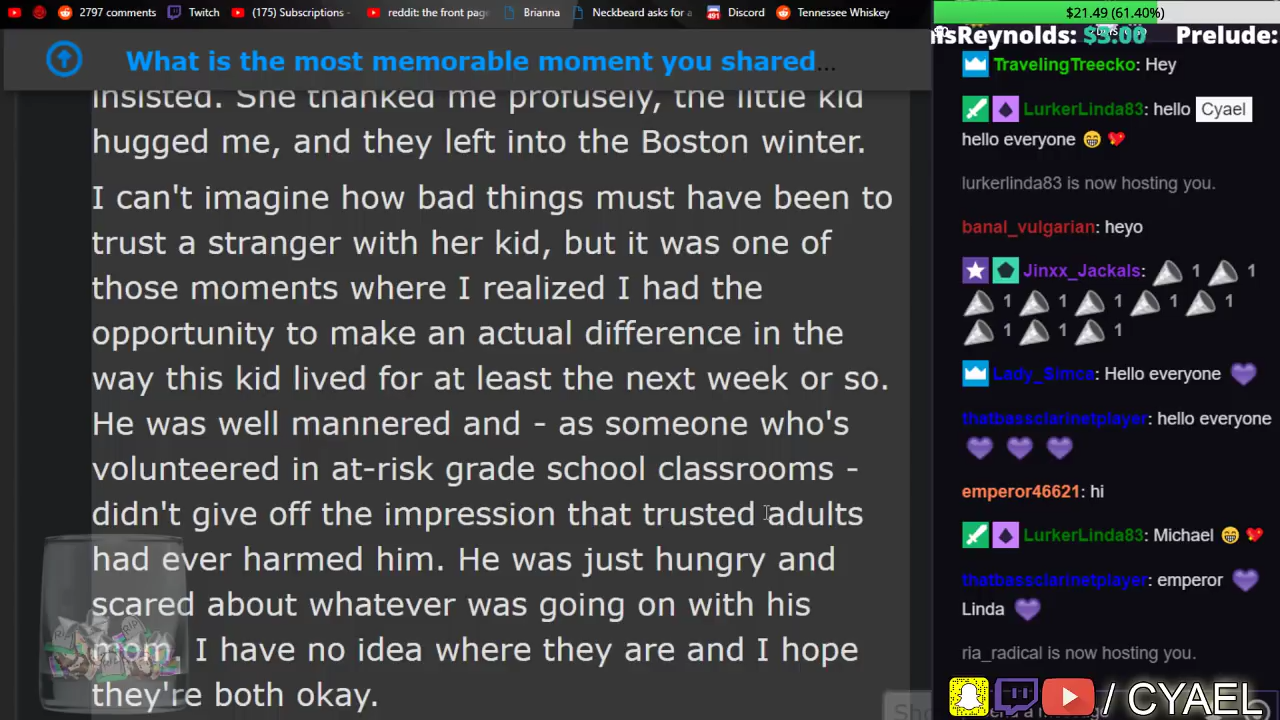 2797 comments
Twitch
(175) Subscriptions -
reddit: the front page
Brianna
Neckbeard asks for a
491 Discord
Tennessee Whiskey
What is the most memorable moment you shared...
insisted. She thanked me profusely, the little kid
hugged me, and they left into the Boston winter.
I can't imagine how bad things must have been to
trust a stranger with her kid, but it was one of
those moments where I realized I had the
opportunity to make an actual difference in the
way this kid lived for at least the next week or so.
He was well mannered and - as someone who's
volunteered in at-risk grade school classrooms -
didn't give off the impression that trusted adults
had ever harmed him. He was just hungry and
scared about whatever was going on with his
mom. I have no idea where they are and I hope
they're both okay.
$21.49 (61.40%)
nsReynolds: $3.00 Prelude:
TravelingTreecko: Hey
LurkerLinda83: hello Cyael
hello everyone
lurkerlinda83 is now hosting you.
banal_vulgarian: heyo
Jinxx_Jackals: 1 1
1 1 1 1 1
1 1 1
Lady_Simca: Hello everyone
thatbassclarinetplayer: hello everyone
emperor46621: hi
LurkerLinda83: Michael
thatbassclarinetplayer: emperor
Linda
ria_radical is now hosting you.
/ CYAEL